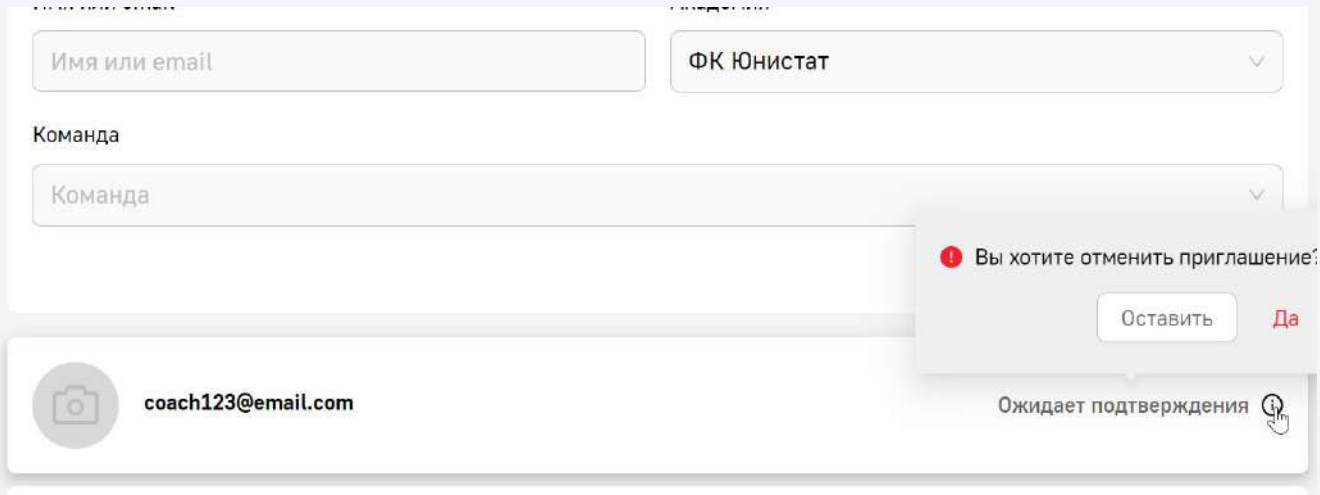 Имя или email
ФК Юнистат
Команда
Команда
Вы хотите отменить приглашение?
Оставить
Да
coach123@email.com
Ожидает подтверждения